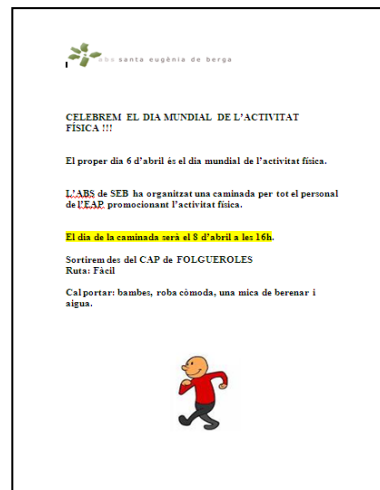 abs santa eugènia de berga
CELEBREM EL DIA MUNDIAL DE L'ACTIVITAT
FÍSICA !!!
El proper dia 6 d'abril és el dia mundial de l'activitat física.
L'ABS de SEB ha organitzat una caminada per tot el personal
de l'EAP promocionant l'activitat física.
El dia de la caminada serà el 8 d'abril a les 16h.
Sortirem des del CAP de FOLGUEROLES
Ruta: Fàcil
Cal portar: bambes, roba còmoda, una mica de berenar i
aigua.